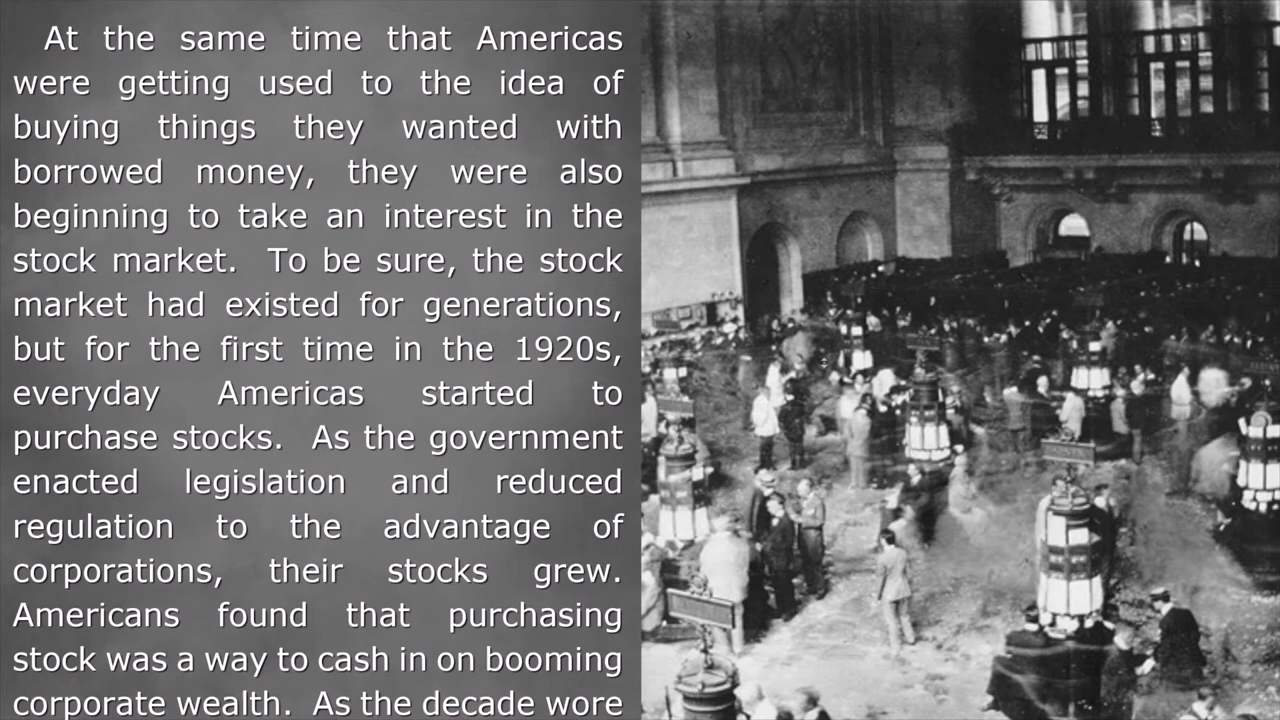 At the same time that Americas
were getting used to the idea of
buying things they wanted with
borrowed money, they were also
beginning to take an interest in the
stock market. To be sure, the stock
market had existed for generations,
but for the first time in the 1920s,
everyday Americas started to
purchase stocks. As the government
enacted legislation and reduced
regulation to the advantage of
corporations, their stocks grew.
Americans found that purchasing
stock was a way to cash in on booming
corporate wealth. As the decade wore